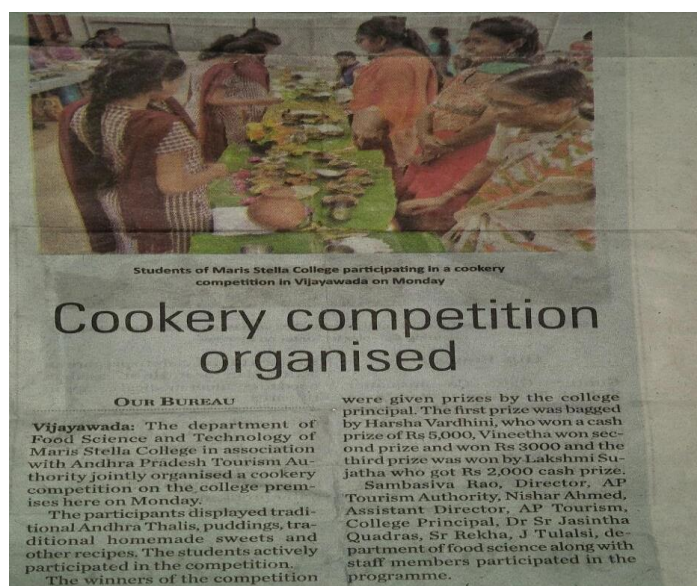 Students of Maris Stella College participating in a cookery
competition in Vijayawada on Monday
Cookery competition
organised
OUR BUREAU
Vijayawada: The department of
Food Science and Technology of
Maris Stella College in association
with Andhra Pradesh Tourism Au-
thority jointly organised a cookery
competition on the college prem-
ises here on Monday.
The participants displayed tradi-
tional Andhra Thalis, puddings, tra-
ditional homemade sweets and
other recipes. The students actively
participated in the competition.
The winners of the competition
were given prizes by the college
principal. The first prize was bagged
by Harsha Vardhini, who won a cash
prize of Rs 5,000, Vineetha won sec-
ond prize and won Rs 3000 and the
third prize was won by Lakshmi Su-
jatha who got Rs 2,000 cash prize.
Sambasiva Rao, Director, AP
Tourism Authority, Nishar Ahmed,
Assistant Director, AP Tourism,
College Principal, Dr Sr Jasintha
Quadras, Sr Rekha, J Tulalsi, de-
partment of food science along with
staff members participated in the
programme.